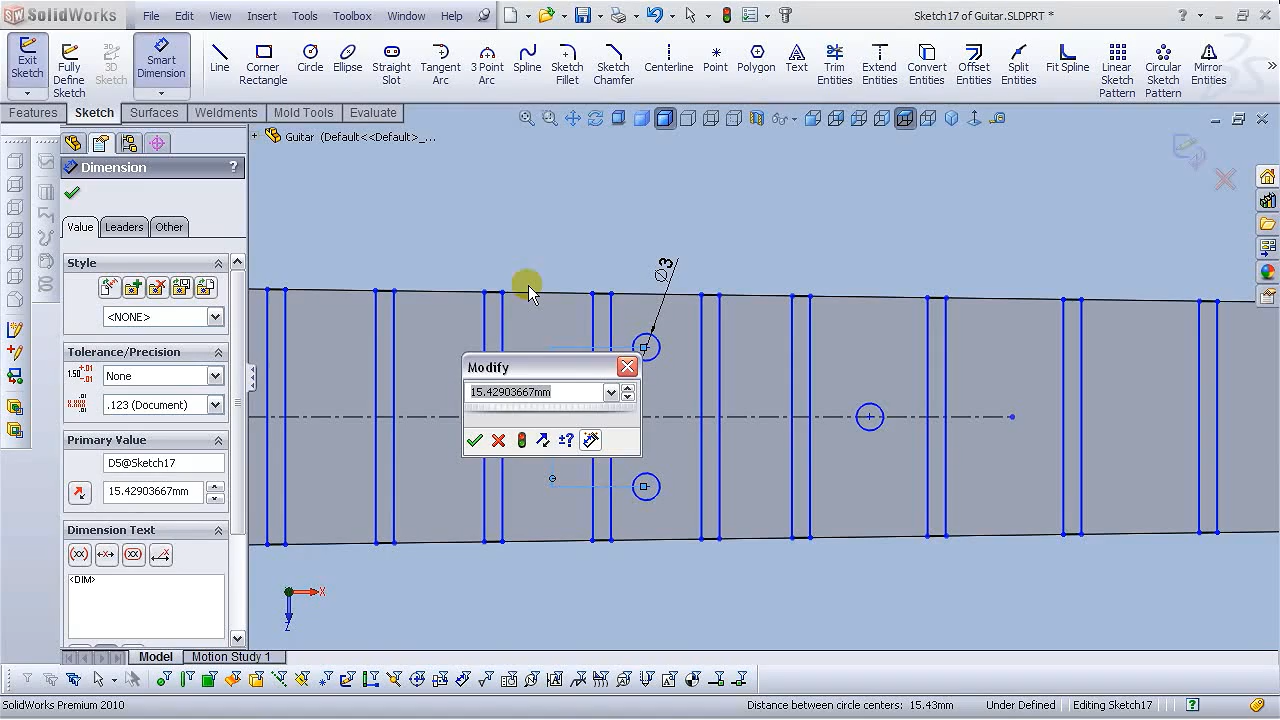 SolidWorks File Edit View Insert Tools Toolbox Window Help Sketch17 of Guitar.SLDPRT *
Exit Sketch Fully Define Sketch 3D Sketch Smart Dimension Line Corner Rectangle Circle Ellipse Straight Slot Tangent Arc 3 Point Arc Spline Sketch Fillet Sketch Chamfer Centerline Point Polygon Text Trim Entities Extend Entities Convert Entities Offset Entities Split Entities Fit Spline Linear Sketch Pattern Circular Sketch Pattern Mirror Entities
Features Sketch Surfaces Weldments Mold Tools Evaluate
Guitar (Default<<Default>_...
Dimension ?
Value Leaders Other
Style
<NONE>
Tolerance/Precision
None
.123 (Document)
Primary Value
D5@Sketch17
15.42903667mm
Dimension Text
<DIM>
∅3
Modify
15.42903667mm
±?
X
Z
Model Motion Study 1
SolidWorks Premium 2010 Distance between circle centers: 15.43mm Under Defined Editing Sketch17